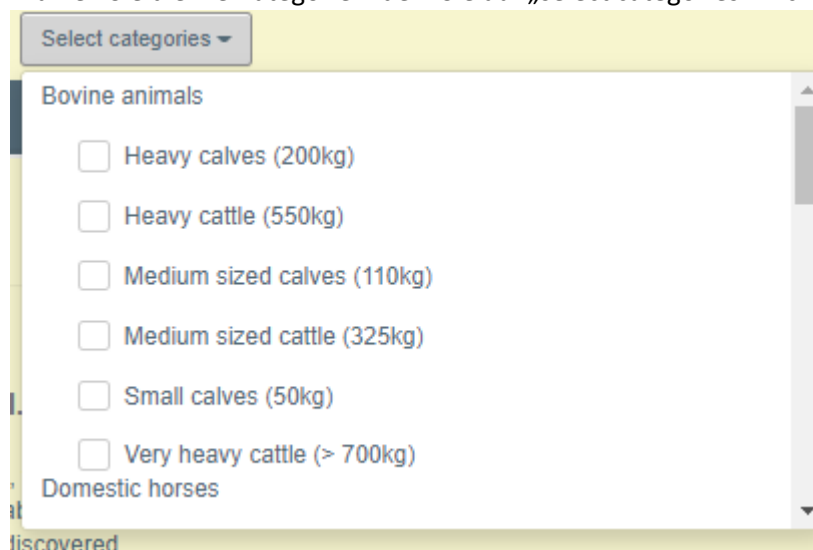 Select categories
Bovine animals
Heavy calves (200kg)
Heavy cattle (550kg)
Medium sized calves (110kg)
Medium sized cattle (325kg)
Small calves (50kg)
Very heavy cattle (> 700kg)
Domestic horses
discovered